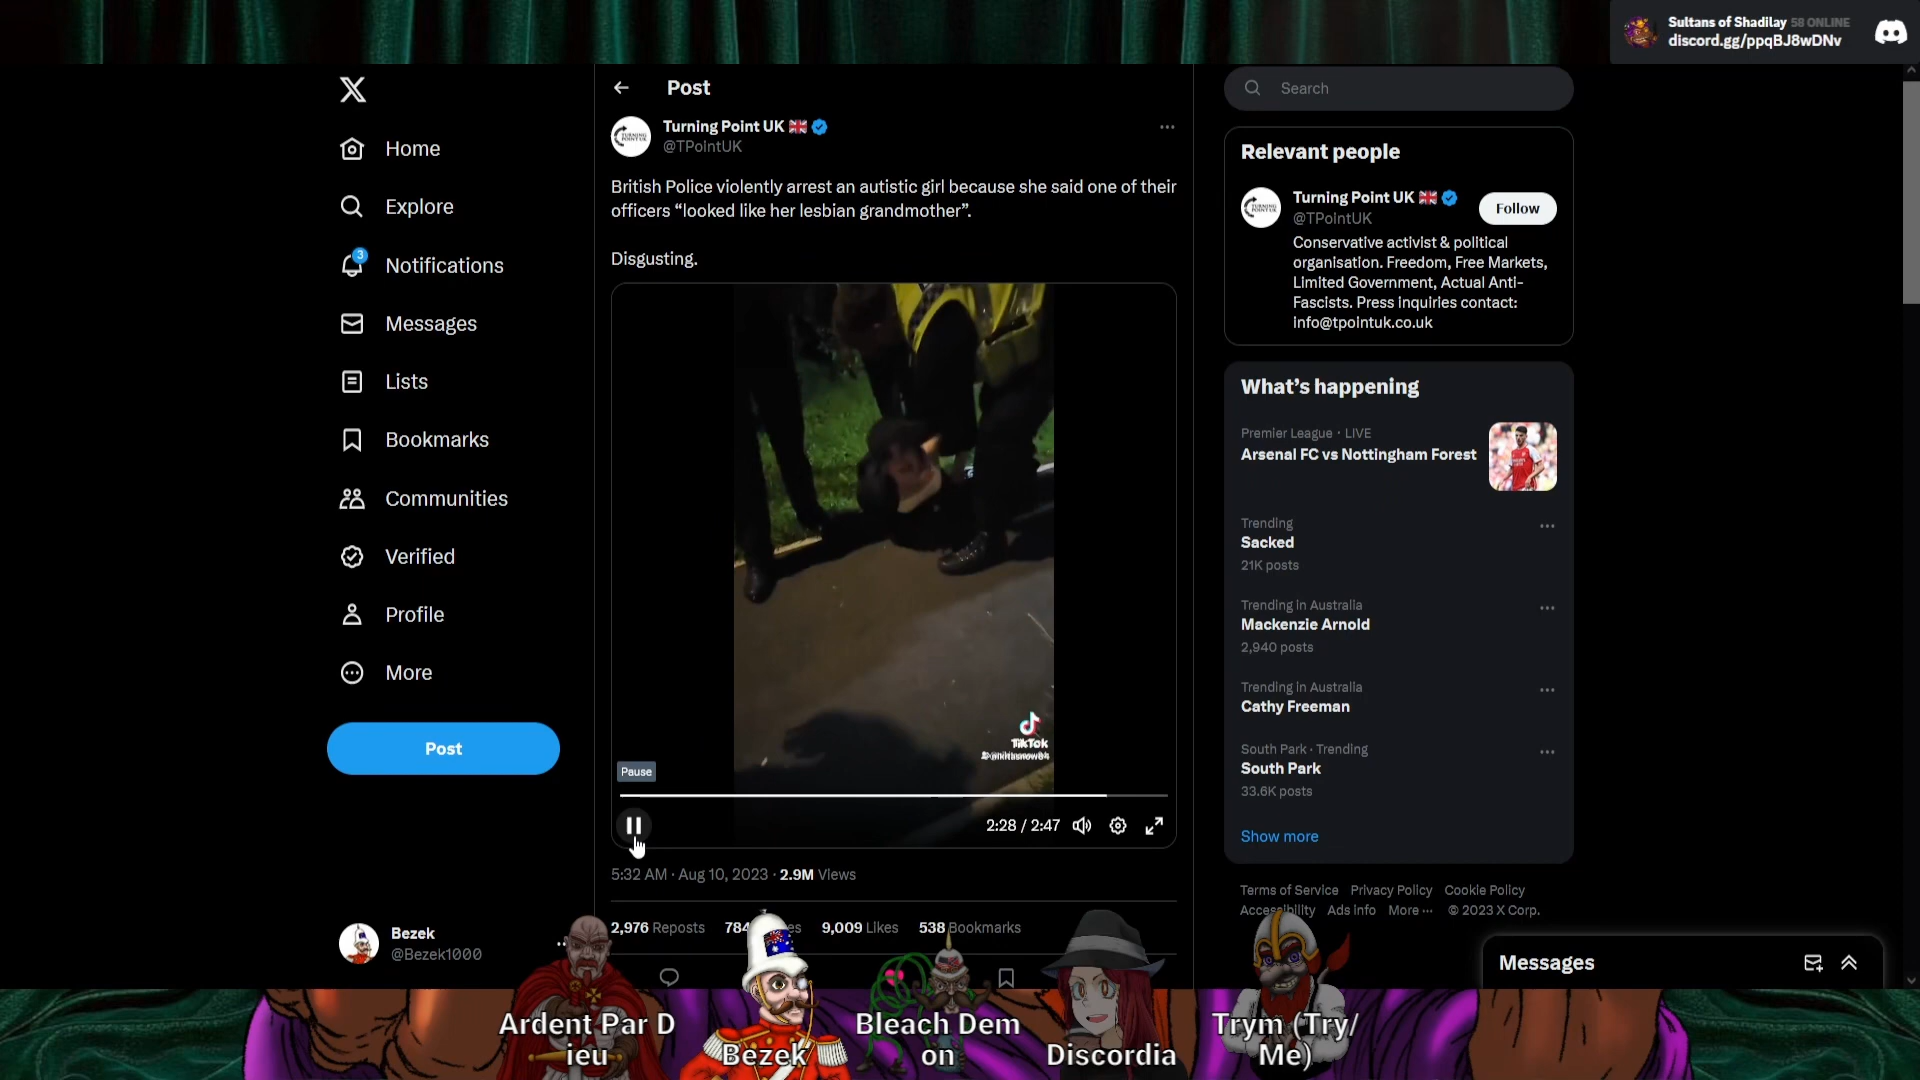 Sultans of Shadilay 58 ONLINE
discord.gg/ppqBJ8wDNv
Home
Explore
3
Notifications
Messages
Lists
Bookmarks
Communities
Verified
Profile
More
Post
Bezek
@Bezek1000
Post
Turning Point UK
@TPointUK
British Police violently arrest an autistic girl because she said one of their
officers “looked like her lesbian grandmother”.
Disgusting.
TikTok
Pause
2:28 / 2:47
5:32 AM · Aug 10, 2023 · 2.9M Views
2,976 Reposts 784 es 9,009 Likes 538 Bookmarks
Search
Relevant people
Turning Point UK
@TPointUK
Follow
Conservative activist & political
organisation. Freedom, Free Markets,
Limited Government, Actual Anti-
Fascists. Press inquiries contact:
info@tpointuk.co.uk
What’s happening
Premier League · LIVE
Arsenal FC vs Nottingham Forest
Trending
Sacked
21K posts
Trending in Australia
Mackenzie Arnold
2,940 posts
Trending in Australia
Cathy Freeman
South Park · Trending
South Park
33.6K posts
Show more
Terms of Service Privacy Policy Cookie Policy
Accessibility Ads info More ··· © 2023 X Corp.
Messages
Ardent Par D
ieu
Bezek
Bleach Dem
on
Discordia
Trym (Try/
Me)